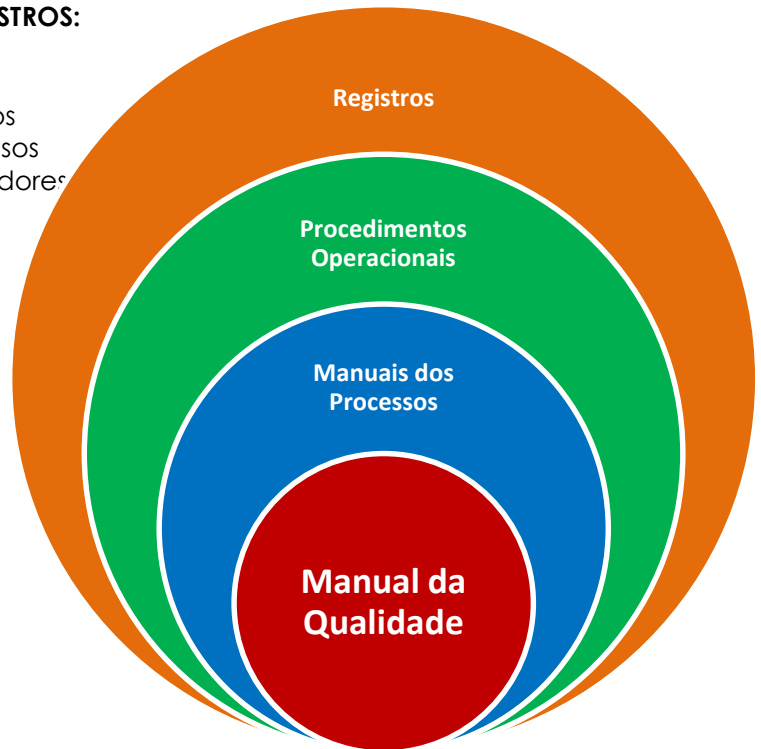 STROS:
os
sos
dores
Registros
Procedimentos
Operacionais
Manuais dos
Processos
Manual da
Qualidade